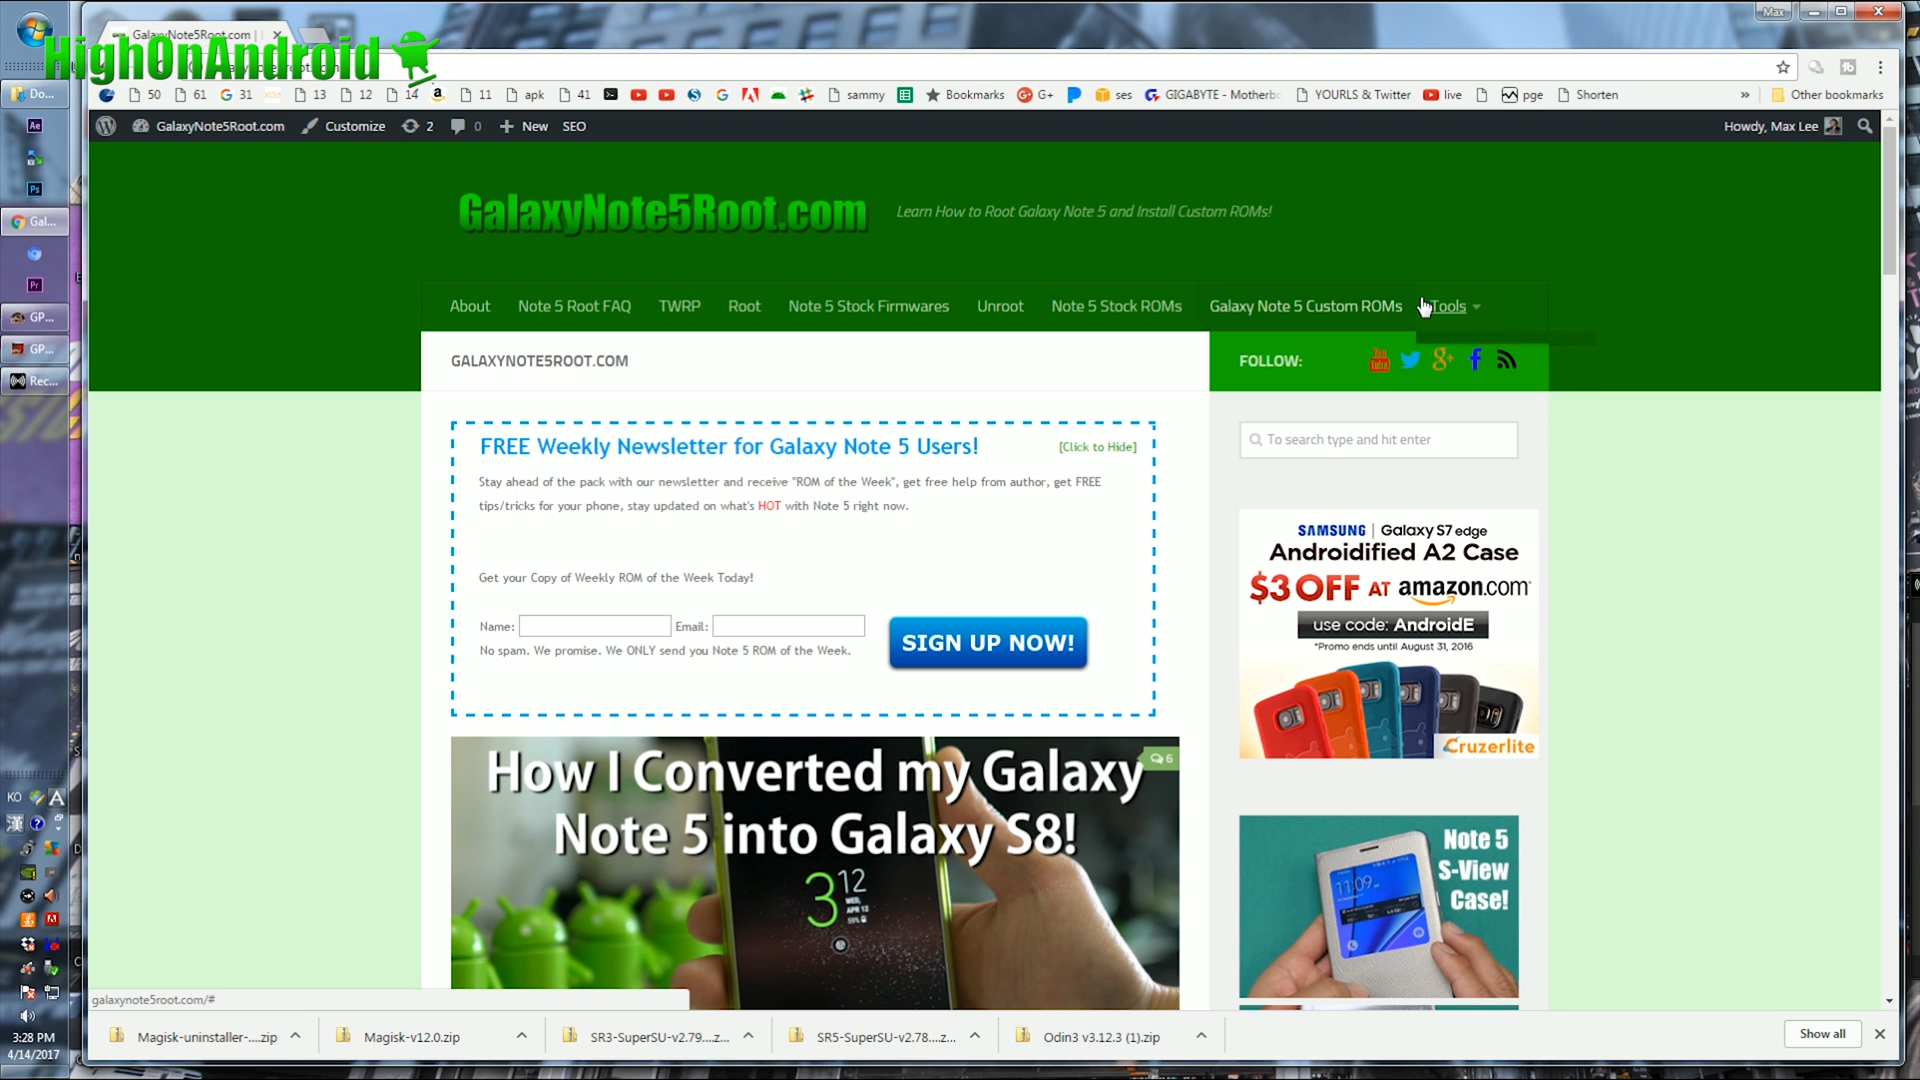 Max
GalaxyNote5Root.com |
HighOnAndroid
50 61 31 13 12 14 11 apk 41 sammy Bookmarks G+ ses GIGABYTE - Motherbo YOURLS & Twitter live pge Shorten » Other bookmarks
GalaxyNote5Root.com Customize 2 0 New SEO Howdy, Max Lee
GalaxyNote5Root.com Learn How to Root Galaxy Note 5 and Install Custom ROMs!
About Note 5 Root FAQ TWRP Root Note 5 Stock Firmwares Unroot Note 5 Stock ROMs Galaxy Note 5 Custom ROMs Tools
GALAXYNOTE5ROOT.COM
FOLLOW:
FREE Weekly Newsletter for Galaxy Note 5 Users!
[Click to Hide]
Stay ahead of the pack with our newsletter and receive "ROM of the Week", get free help from author, get FREE
tips/tricks for your phone, stay updated on what's HOT with Note 5 right now.
Get your Copy of Weekly ROM of the Week Today!
Name: Email:
SIGN UP NOW!
No spam. We promise. We ONLY send you Note 5 ROM of the Week.
How I Converted my Galaxy
Note 5 into Galaxy S8!
6
3 12
WED,
APR 12
To search type and hit enter
SAMSUNG | Galaxy S7 edge
Androidified A2 Case
$3 OFF AT amazon.com
use code: AndroidE
*Promo ends until August 31, 2016
Cruzerlite
Note 5
S-View
Case!
11:09
Do...
Ae
Ps
Gal...
Pr
GP...
GP...
Rec...
KO A
漢 ?
3:28 PM
4/14/2017
galaxynote5root.com/#
Magisk-uninstaller-....zip Magisk-v12.0.zip SR3-SuperSU-v2.79....z... SR5-SuperSU-v2.78....z... Odin3 v3.12.3 (1).zip Show all